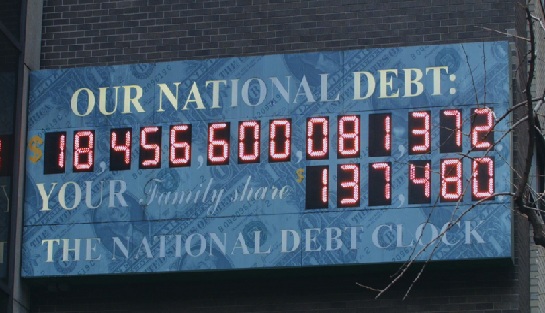 OUR NATIONAL DEBT:
$18,456,600,081,372
YOUR Family share $137,480
THE NATIONAL DEBT CLOCK